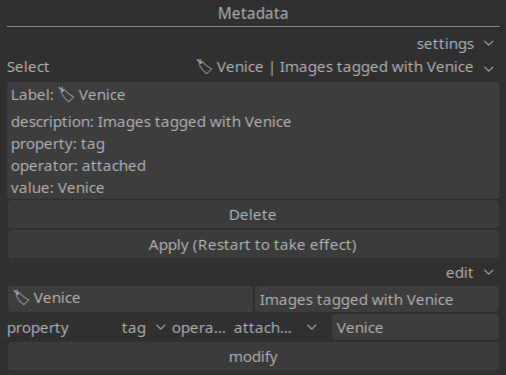 Metadata
settings
Select Venice | Images tagged with Venice
Label: Venice
description: Images tagged with Venice
property: tag
operator: attached
value: Venice
Delete
Apply (Restart to take effect)
edit
Venice Images tagged with Venice
property tag opera... attach... Venice
modify